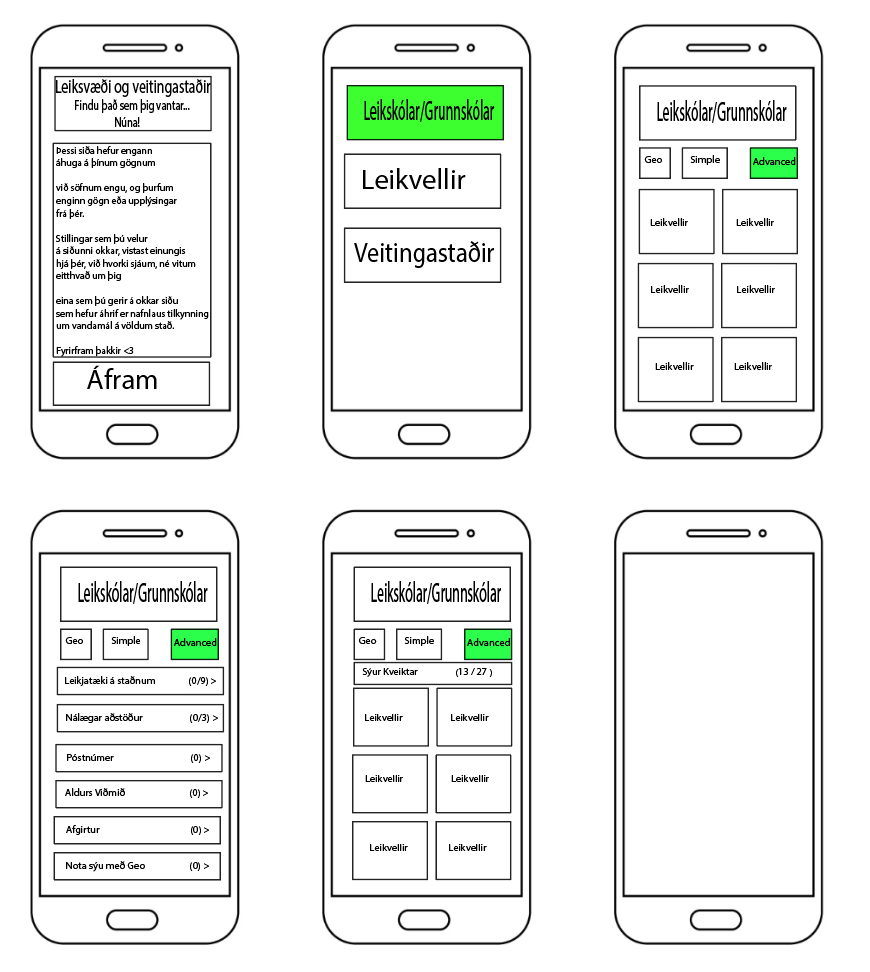 Leiksvæði og veitingastaðir
Findu það sem þig vantar...
Núna!
Þessi siða hefur engann
áhuga á þínum gögnum
við söfnum engu, og þurfum
enginn gögn eða upplýsingar
frá þér.
Stillingar sem þú velur
á siðunni okkar, vistast einungis
hjá þér, við hvorki sjáum, né vitum
eitthvað um þig
eina sem þú gerir á okkar siðu
sem hefur áhrif er nafnlaus tilkynning
um vandamál á völdum stað.
Fyrirfram þakkir <3
Áfram
Leikskólar/Grunnskólar
Leikvellir
Veitingastaðir
Leikskólar/Grunnskólar
Geo Simple Advanced
Leikvellir Leikvellir
Leikvellir Leikvellir
Leikvellir Leikvellir
Leikskólar/Grunnskólar
Geo Simple Advanced
Leikjatæki á staðnum (0/9) >
Nálægar aðstöður (0/3) >
Póstnúmer (0) >
Aldurs Viðmið (0) >
Afgirtur (0) >
Nota sýu með Geo (0) >
Leikskólar/Grunnskólar
Geo Simple Advanced
Sýur Kveiktar (13 / 27 )
Leikvellir Leikvellir
Leikvellir Leikvellir
Leikvellir Leikvellir